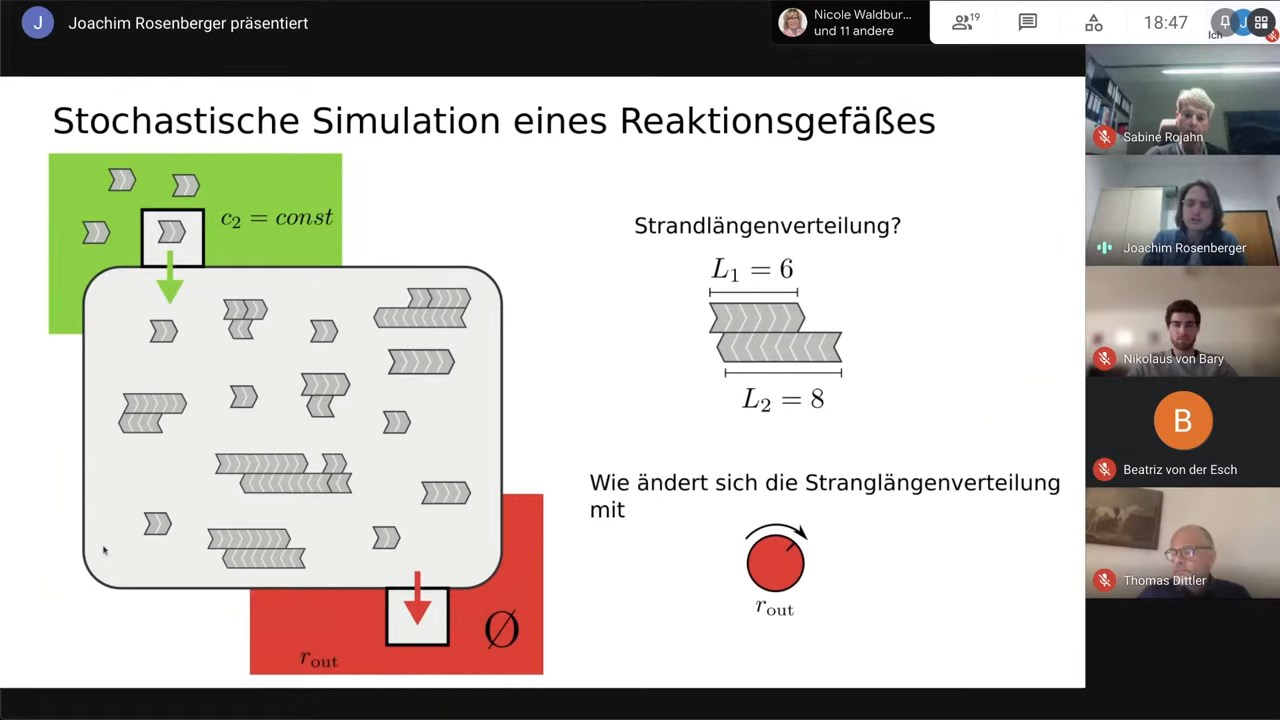 J Joachim Rosenberger präsentiert
Nicole Waldbur...
und 11 andere
19
18:47
J
Ich
Stochastische Simulation eines Reaktionsgefäßes
c₂ = const
Strandlängenverteilung?
L₁ = 6
L₂ = 8
Wie ändert sich die Stranglängenverteilung
mit
r_out
Ø
r_out
Sabine Rojahn
Joachim Rosenberger
Nikolaus von Bary
B
Beatriz von der Esch
Thomas Dittler